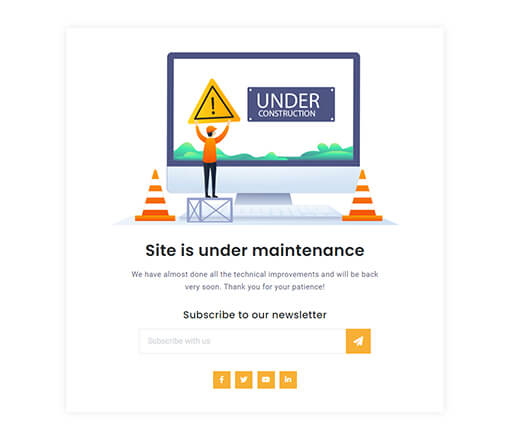 UNDER
CONSTRUCTION
Site is under maintenance
We have almost done all the technical improvements and will be back
very soon. Thank you for your patience!
Subscribe to our newsletter
Subscribe with us